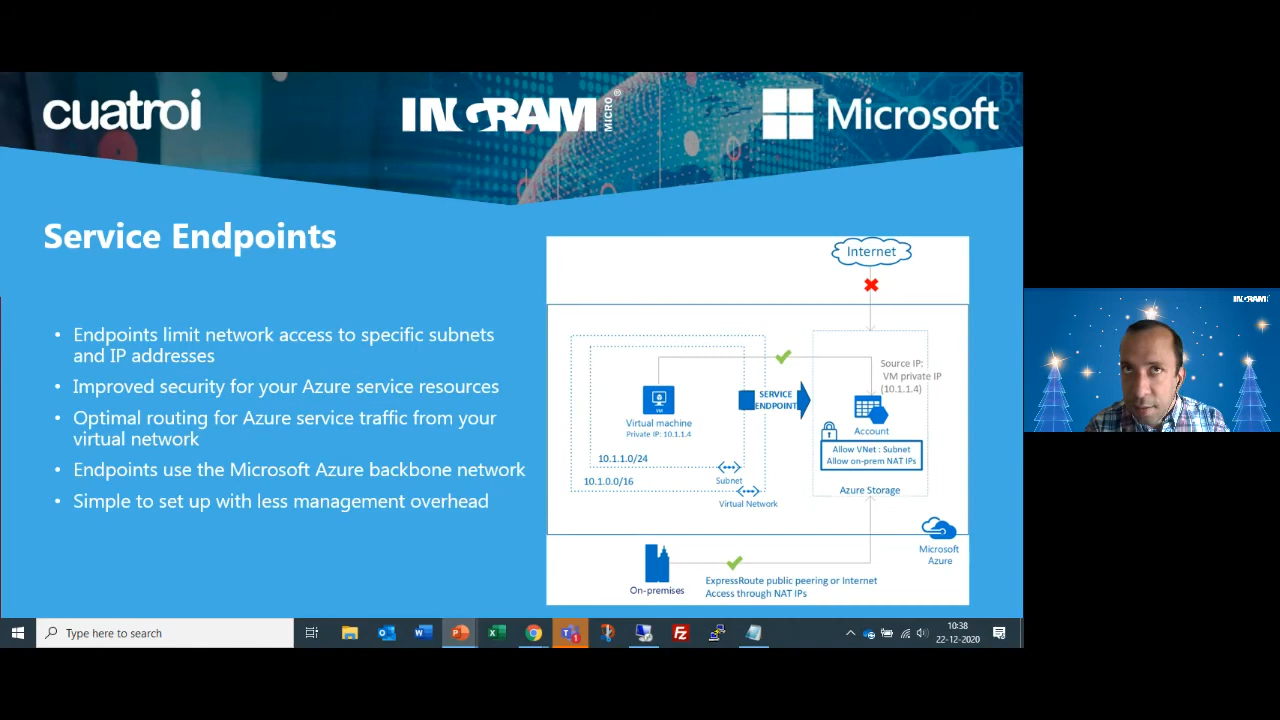 cuatroi
INGRAM
MICRO
®
Microsoft
Service Endpoints
• Endpoints limit network access to specific subnets
and IP addresses
• Improved security for your Azure service resources
• Optimal routing for Azure service traffic from your
virtual network
• Endpoints use the Microsoft Azure backbone network
• Simple to set up with less management overhead
Internet
Source IP:
VM private IP
(10.1.1.4)
VM
Virtual machine
Private IP: 10.1.1.4
SERVICE
ENDPOINT
Account
Allow VNet : Subnet
Allow on-prem NAT IPs
Azure Storage
10.1.1.0/24
Subnet
10.1.0.0/16
Virtual Network
Microsoft
Azure
On-premises
ExpressRoute public peering or Internet
Access through NAT IPs
INGRAM
Type here to search
10:38
22-12-2020